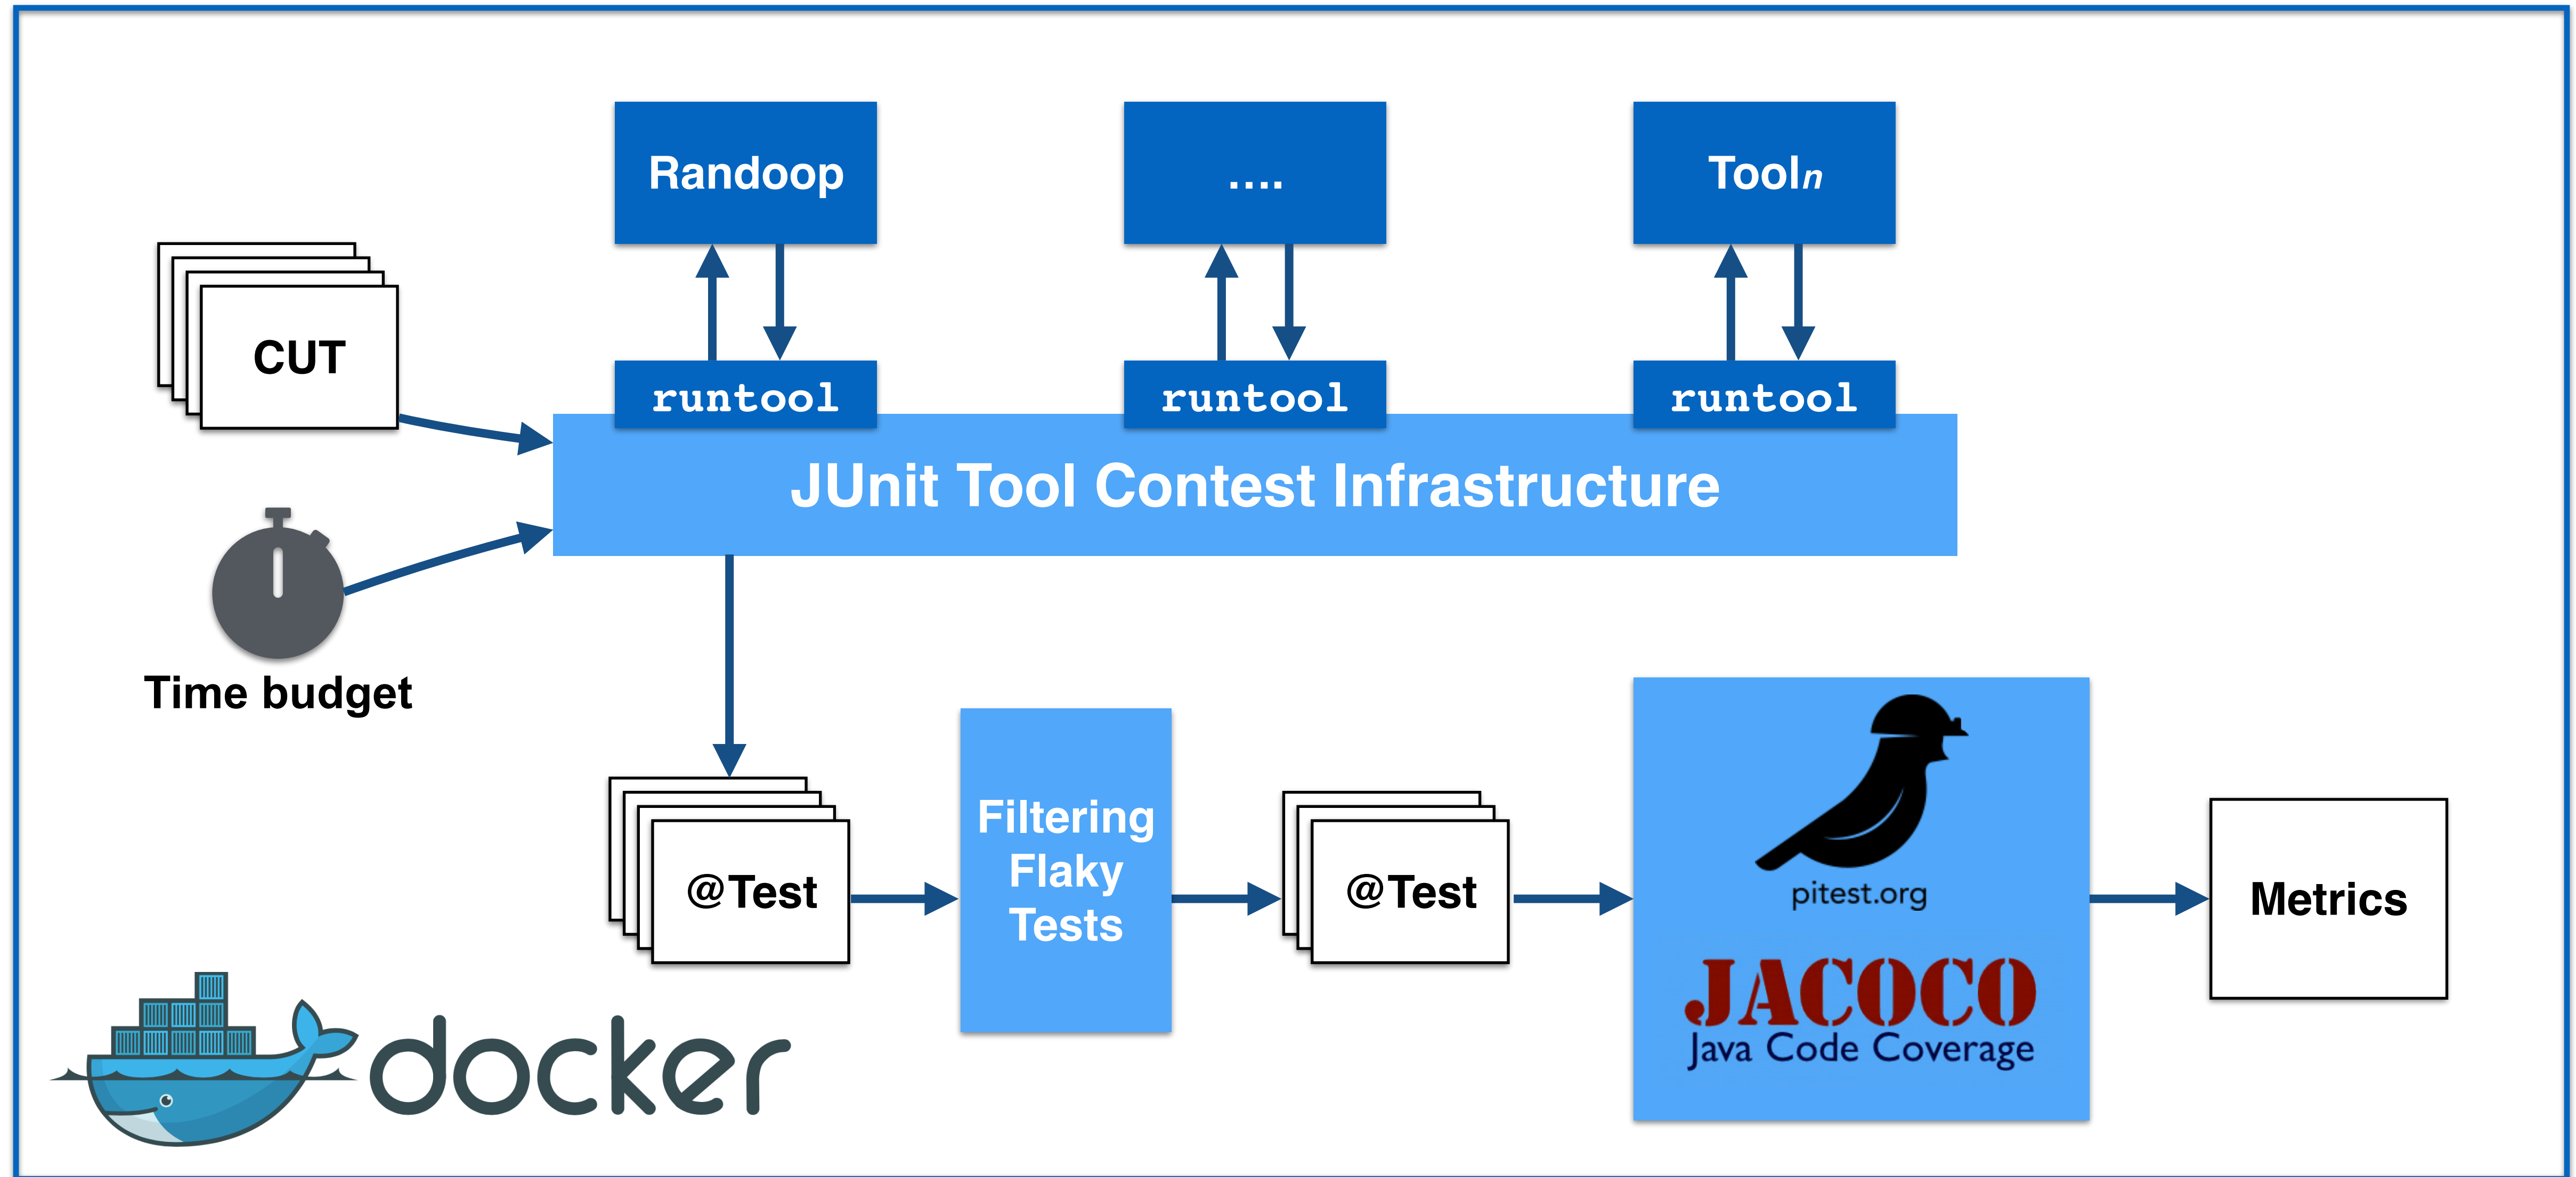 Randoop
....
Tooln
CUT
runtool
runtool
runtool
JUnit Tool Contest Infrastructure
Time budget
@Test
Filtering
Flaky
Tests
@Test
pitest.org
JACOCO
Java Code Coverage
Metrics
docker